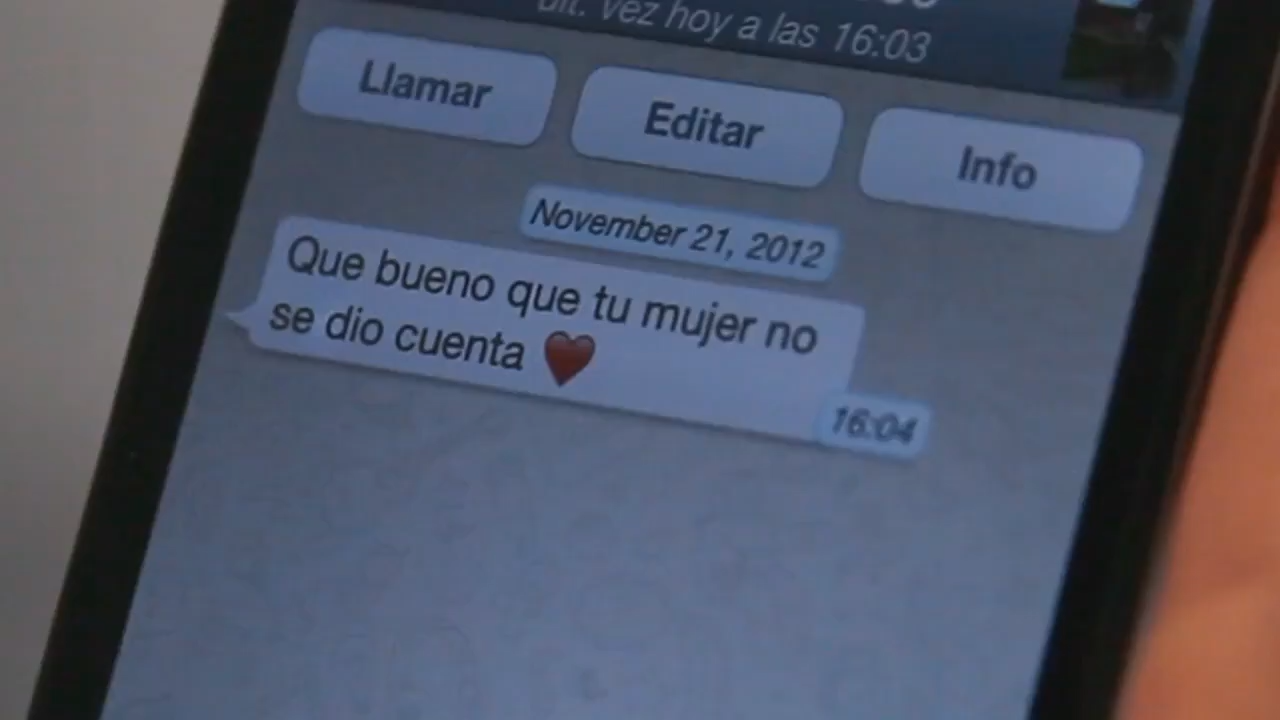 últ. vez hoy a las 16:03
Llamar
Editar
Info
November 21, 2012
Que bueno que tu mujer no
se dio cuenta ❤
16:04